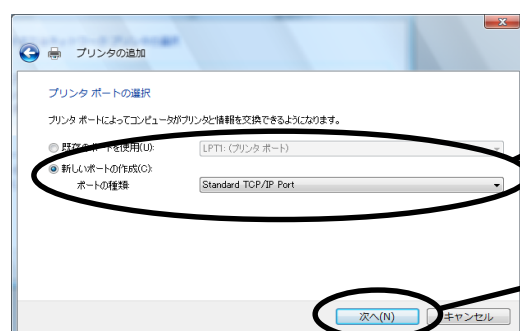 プリンタの追加
プリンタ ポートの選択
プリンタ ポートによってコンピュータがプリンタと情報を交換できるようになります。
既存のポートを使用(U):
LPT1: (プリンタ ポート)
新しいポートの作成(C):
ポートの種類:
Standard TCP/IP Port
次へ(N)
キャンセル